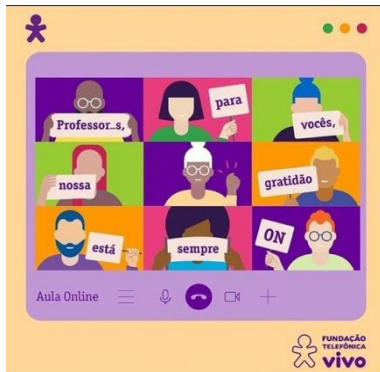 Professor_s,
para
vocês,
nossa
gratidão
está
sempre
ON
Aula Online
FUNDAÇÃO
TELEFÔNICA
vivo